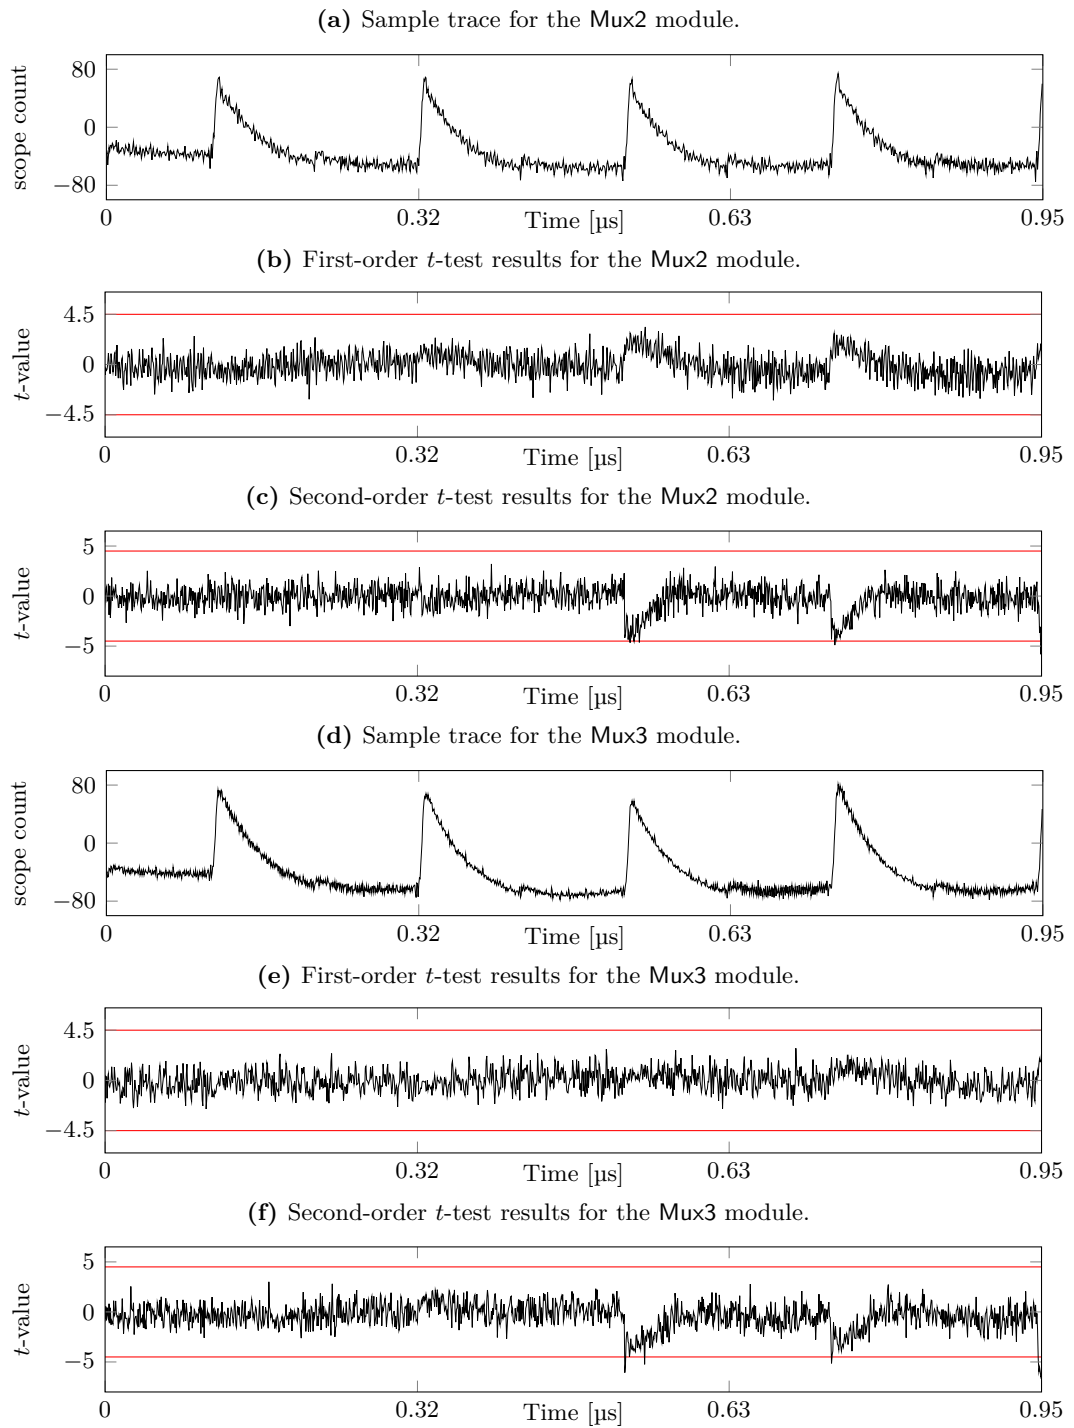 (a) Sample trace for the Mux2 module.
80
0
−80
scope count
0 0.32 0.63 0.95
Time [µs]
(b) First-order t-test results for the Mux2 module.
4.5
0
−4.5
t-value
0 0.32 0.63 0.95
Time [µs]
(c) Second-order t-test results for the Mux2 module.
5
0
−5
t-value
0 0.32 0.63 0.95
Time [µs]
(d) Sample trace for the Mux3 module.
80
0
−80
scope count
0 0.32 0.63 0.95
Time [µs]
(e) First-order t-test results for the Mux3 module.
4.5
0
−4.5
t-value
0 0.32 0.63 0.95
Time [µs]
(f) Second-order t-test results for the Mux3 module.
5
0
−5
t-value
0 0.32 0.63 0.95
Time [µs]